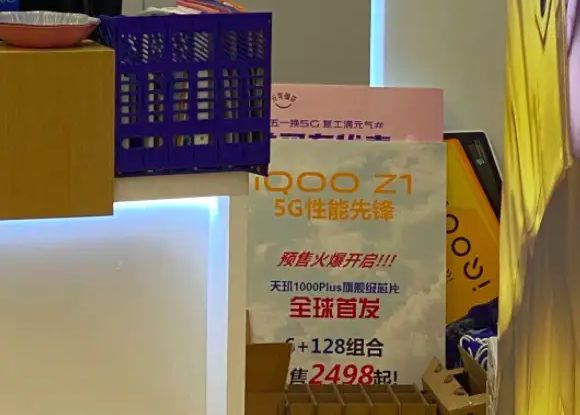 五一换5G 复工满元气#
iQOO Z1
5G性能先锋
预售火爆开启!!!
天玑1000Plus旗舰级芯片
全球首发
6+128组合
售2498起!
iQOO